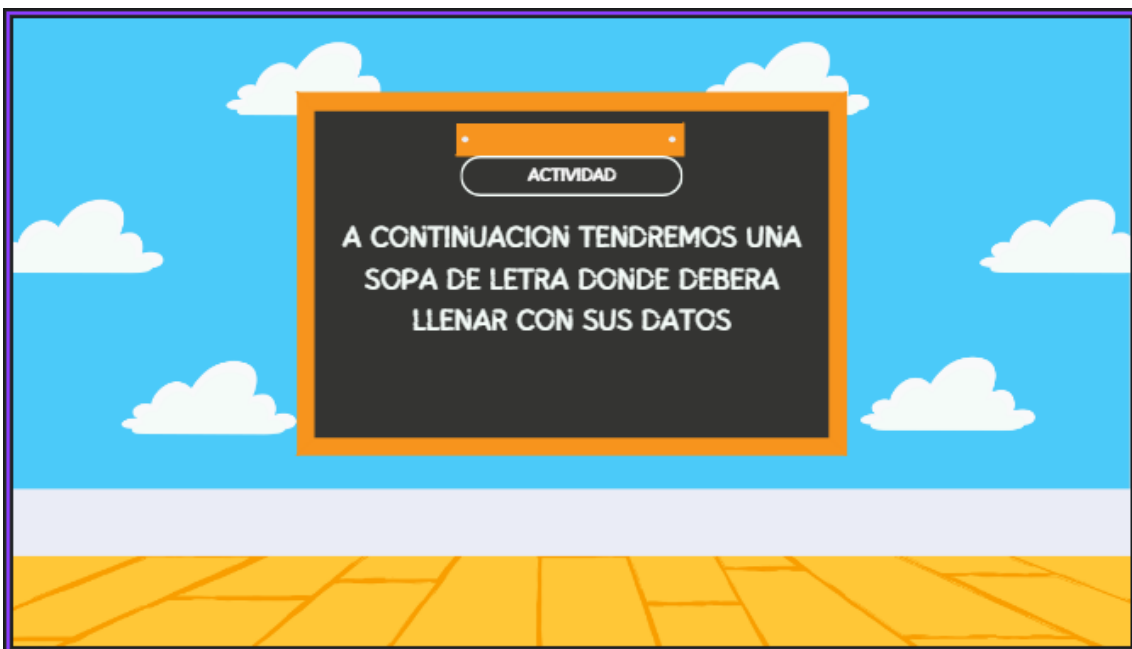 ACTIVIDAD
A CONTINUACION TENDREMOS UNA
SOPA DE LETRA DONDE DEBERA
LLENAR CON SUS DATOS